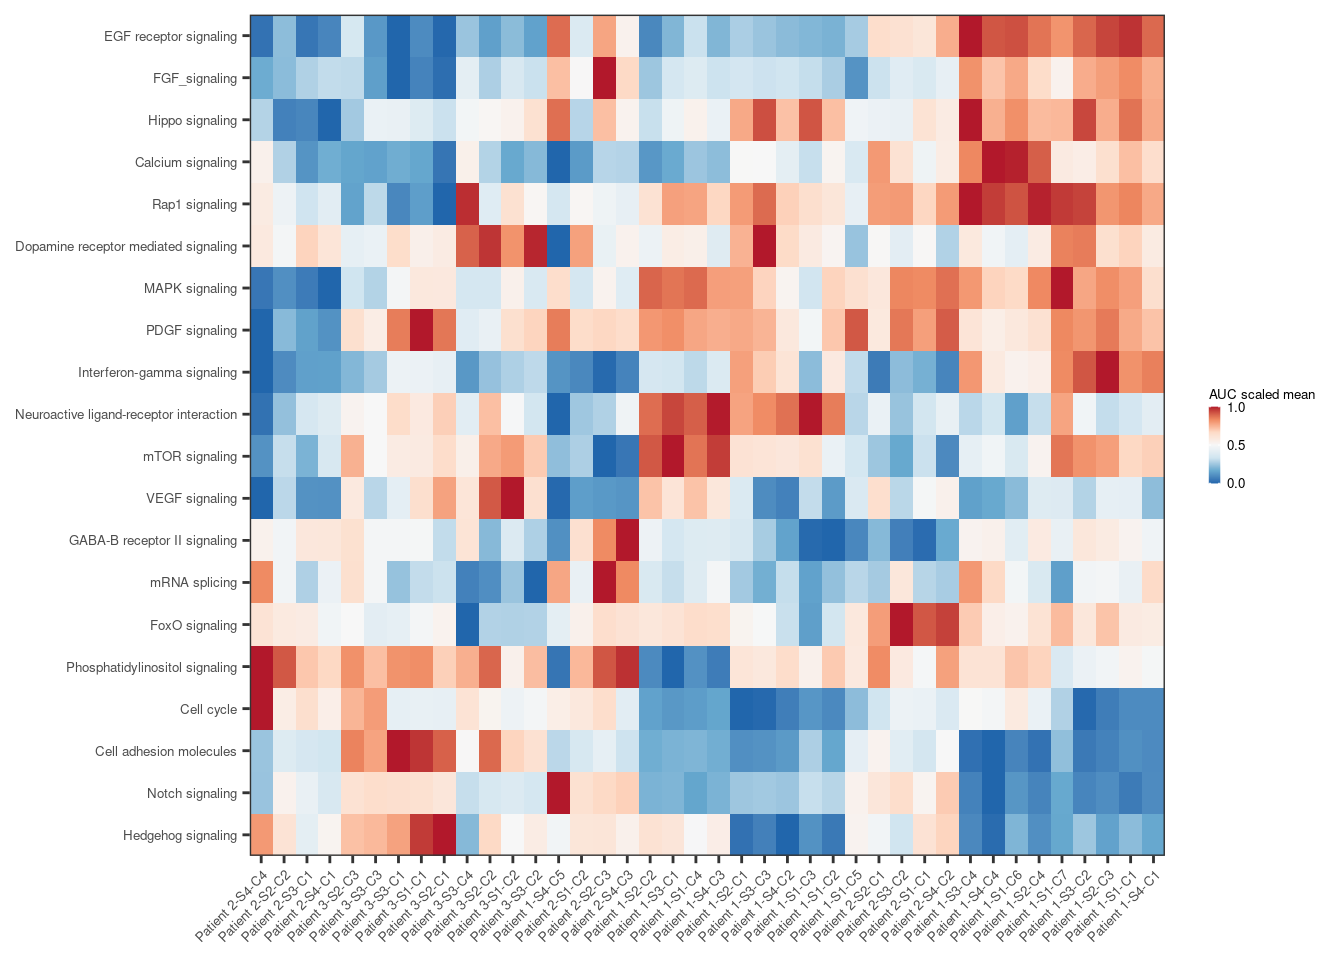 EGF receptor signaling
FGF_signaling
Hippo signaling
Calcium signaling
Rap1 signaling
Dopamine receptor mediated signaling
MAPK signaling
PDGF signaling
Interferon-gamma signaling
Neuroactive ligand-receptor interaction
mTOR signaling
VEGF signaling
GABA-B receptor II signaling
mRNA splicing
FoxO signaling
Phosphatidylinositol signaling
Cell cycle
Cell adhesion molecules
Notch signaling
Hedgehog signaling
Patient 2-S4-C4
Patient 2-S2-C2
Patient 2-S3-C1
Patient 2-S4-C1
Patient 3-S2-C3
Patient 3-S3-C3
Patient 3-S3-C1
Patient 3-S1-C1
Patient 3-S2-C1
Patient 3-S3-C4
Patient 3-S2-C2
Patient 3-S1-C2
Patient 3-S3-C2
Patient 1-S4-C5
Patient 2-S1-C2
Patient 2-S2-C3
Patient 2-S4-C3
Patient 1-S2-C2
Patient 1-S3-C1
Patient 1-S1-C4
Patient 1-S4-C3
Patient 1-S2-C1
Patient 1-S3-C3
Patient 1-S4-C2
Patient 1-S1-C3
Patient 1-S1-C2
Patient 1-S1-C5
Patient 2-S2-C1
Patient 2-S3-C2
Patient 2-S1-C1
Patient 2-S4-C2
Patient 1-S3-C4
Patient 1-S4-C4
Patient 1-S1-C6
Patient 1-S2-C4
Patient 1-S1-C7
Patient 1-S3-C2
Patient 1-S2-C3
Patient 1-S1-C1
Patient 1-S4-C1
AUC scaled mean
1.0
0.5
0.0